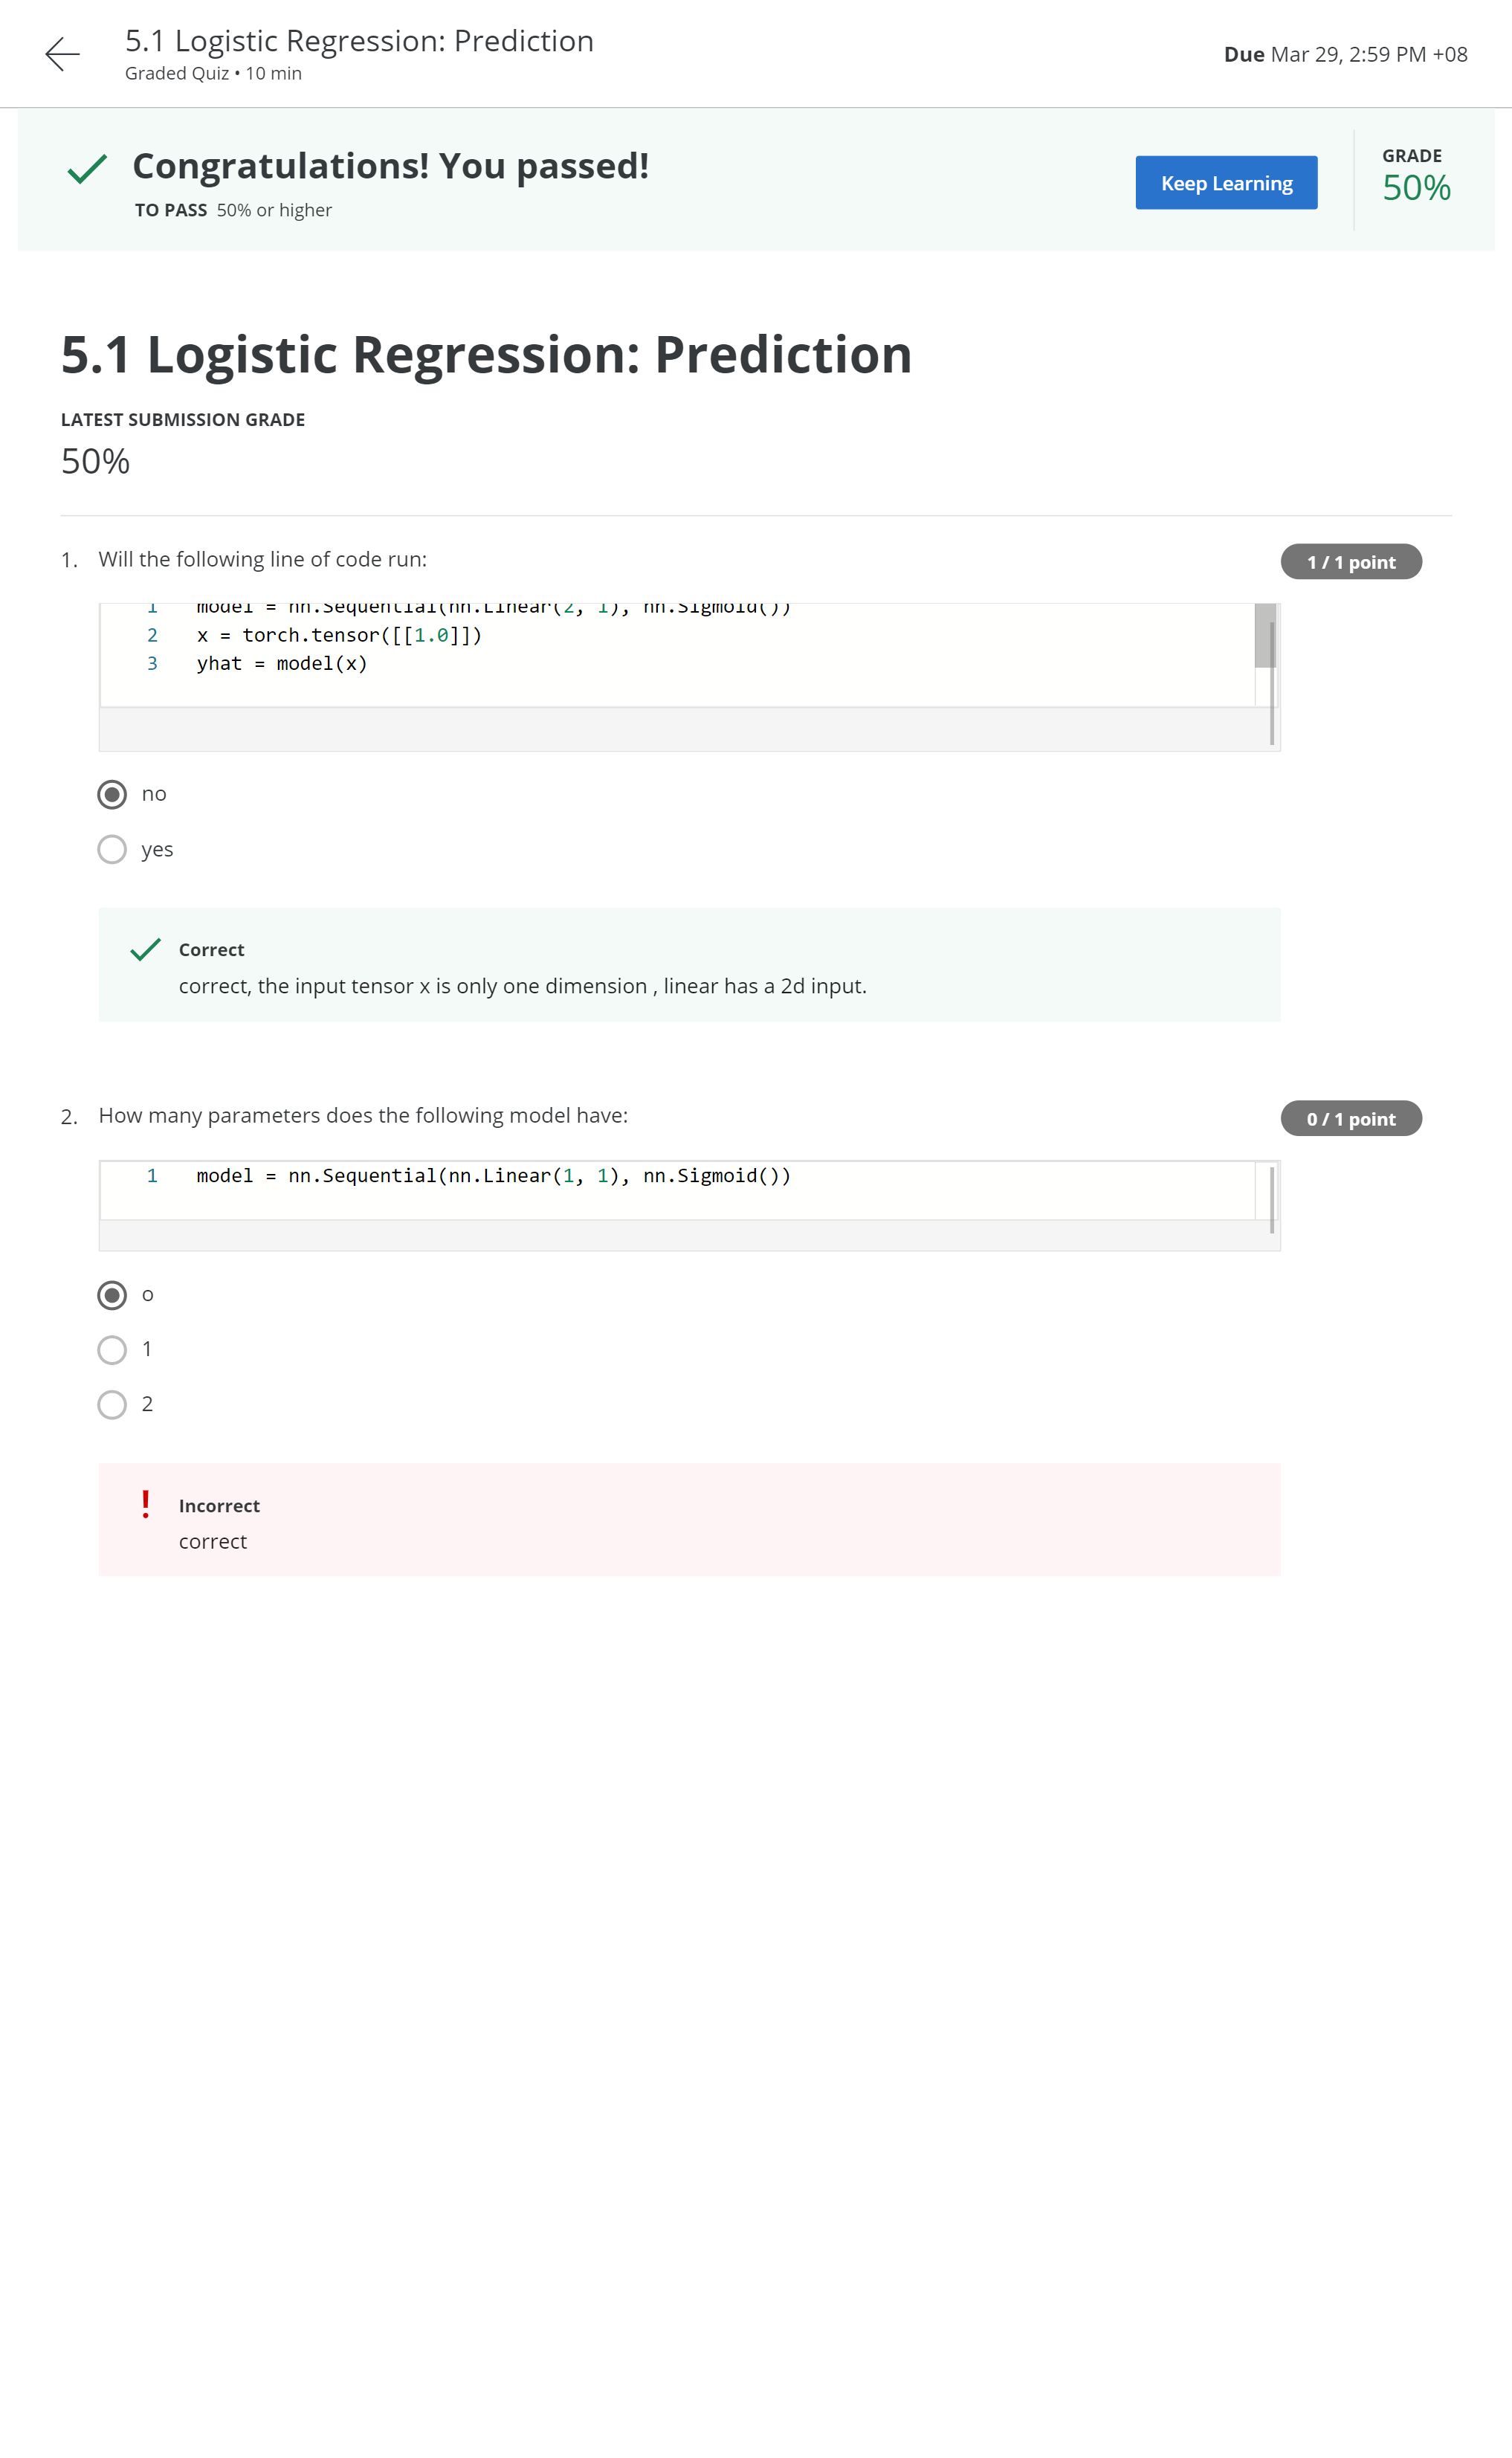 5.1 Logistic Regression: Prediction
Graded Quiz • 10 min
Due Mar 29, 2:59 PM +08
Congratulations! You passed!
TO PASS 50% or higher
Keep Learning
GRADE
50%
5.1 Logistic Regression: Prediction
LATEST SUBMISSION GRADE
50%
1. Will the following line of code run:
1 / 1 point
1 model = nn.Sequential(nn.Linear(2, 1), nn.Sigmoid())
2 x = torch.tensor([[1.0]])
3 yhat = model(x)
no
yes
Correct
correct, the input tensor x is only one dimension , linear has a 2d input.
2. How many parameters does the following model have:
0 / 1 point
1 model = nn.Sequential(nn.Linear(1, 1), nn.Sigmoid())
o
1
2
! Incorrect
correct